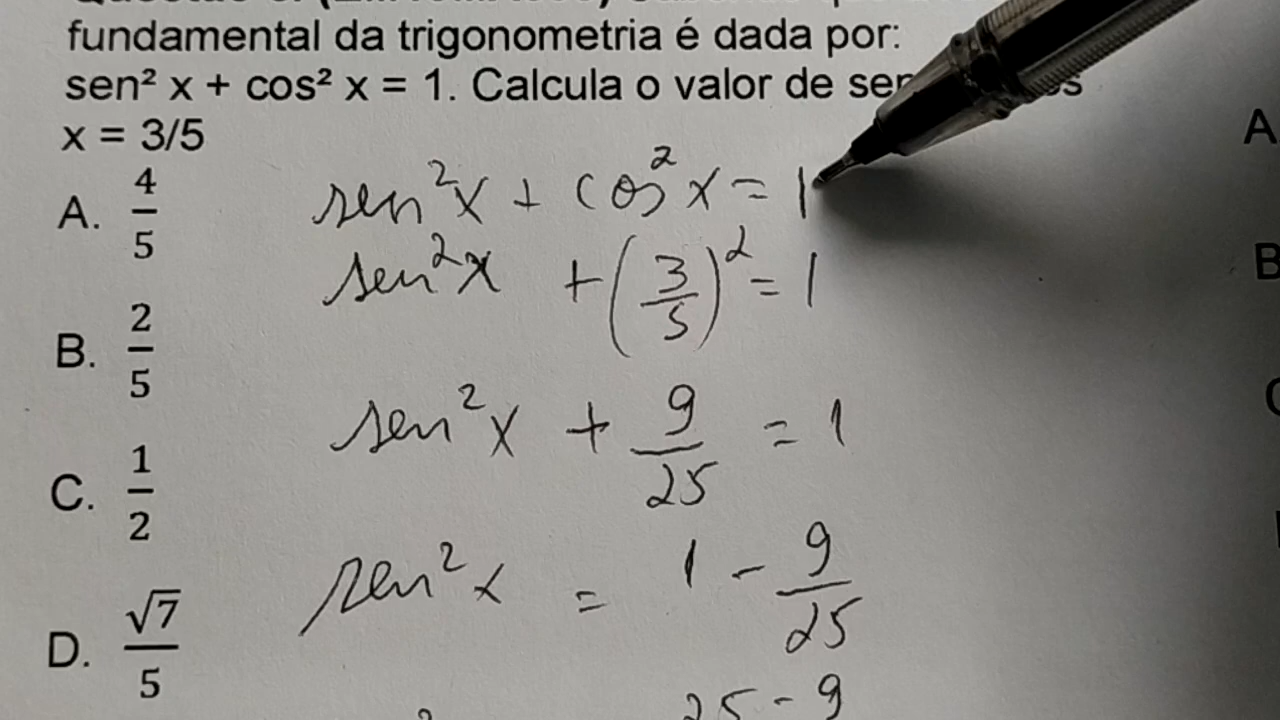 fundamental da trigonometria é dada por:
sen² x + cos² x = 1. Calcula o valor de
x = 3/5
A. 4/5
B. 2/5
C. 1/2
D. √7/5
sen²x + cos²x = 1
sen²x + (3/5)² = 1
sen²x + 9/25 = 1
sen²x = 1 - 9/25
25 - 9
A
B